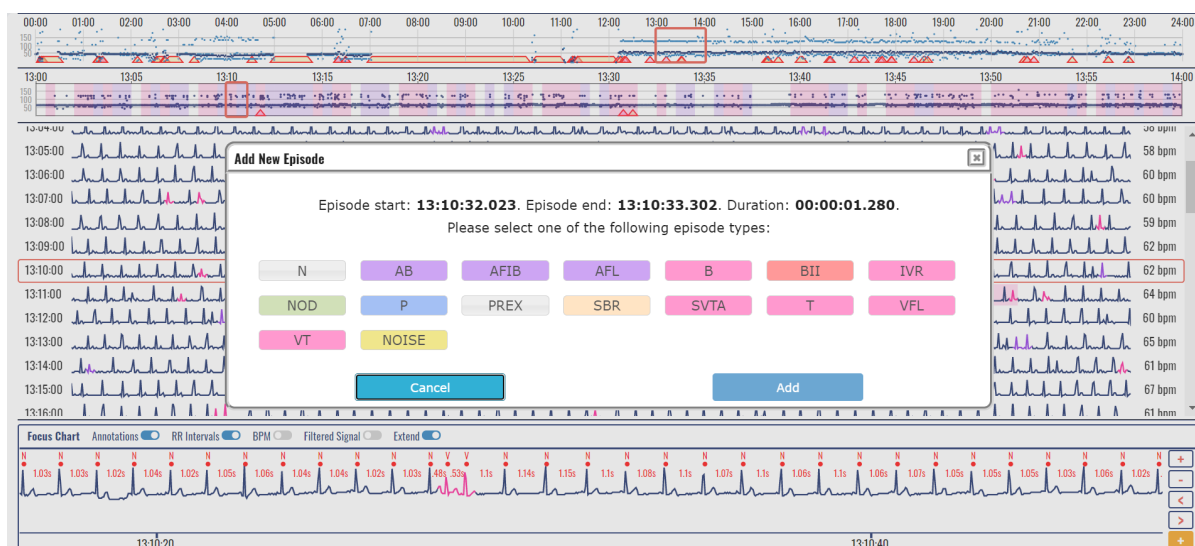 00:00 01:00 02:00 03:00 04:00 05:00 06:00 07:00 08:00 09:00 10:00 11:00 12:00 13:00 14:00 15:00 16:00 17:00 18:00 19:00 20:00 21:00 22:00 23:00 24:00
150
100
50
13:00 13:05 13:10 13:15 13:20 13:25 13:30 13:35 13:40 13:45 13:50 13:55 14:00
150
100
50
13:04:00 58 bpm
13:05:00 58 bpm
13:06:00 60 bpm
13:07:00 60 bpm
13:08:00 59 bpm
13:09:00 62 bpm
13:10:00 62 bpm
13:11:00 64 bpm
13:12:00 60 bpm
13:13:00 65 bpm
13:14:00 61 bpm
13:15:00 67 bpm
13:16:00 61 bpm
Add New Episode
Episode start: 13:10:32.023. Episode end: 13:10:33.302. Duration: 00:00:01.280.
Please select one of the following episode types:
N AB AFIB AFL B BII IVR
NOD P PREX SBR SVTA T VFL
VT NOISE
Cancel Add
Focus Chart Annotations RR Intervals BPM Filtered Signal Extend
N N N N N N N N N N N N V V N N N N N N N N N N N N N N N N N N N
1.03s 1.03s 1.02s 1.04s 1.02s 1.05s 1.06s 1.04s 1.04s 1.02s 1.03s .48s .53s 1.1s 1.14s 1.15s 1.1s 1.08s 1.1s 1.07s 1.1s 1.06s 1.1s 1.06s 1.07s 1.05s 1.05s 1.03s 1.06s 1.02s
+
-
<
>
+
13:10:20 13:10:40